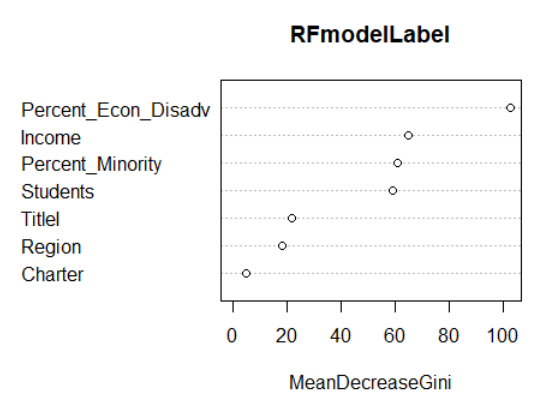 RFmodelLabel
Percent_Econ_Disadv
Income
Percent_Minority
Students
TitleI
Region
Charter
0 20 40 60 80 100
MeanDecreaseGini